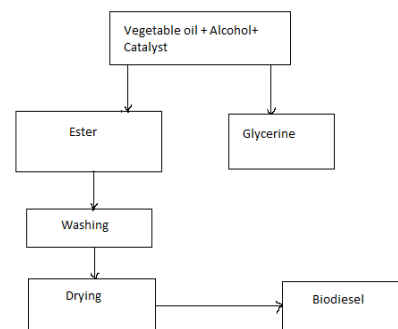 Vegetable oil + Alcohol+
Catalyst
Ester
Glycerine
Washing
Drying
Biodiesel